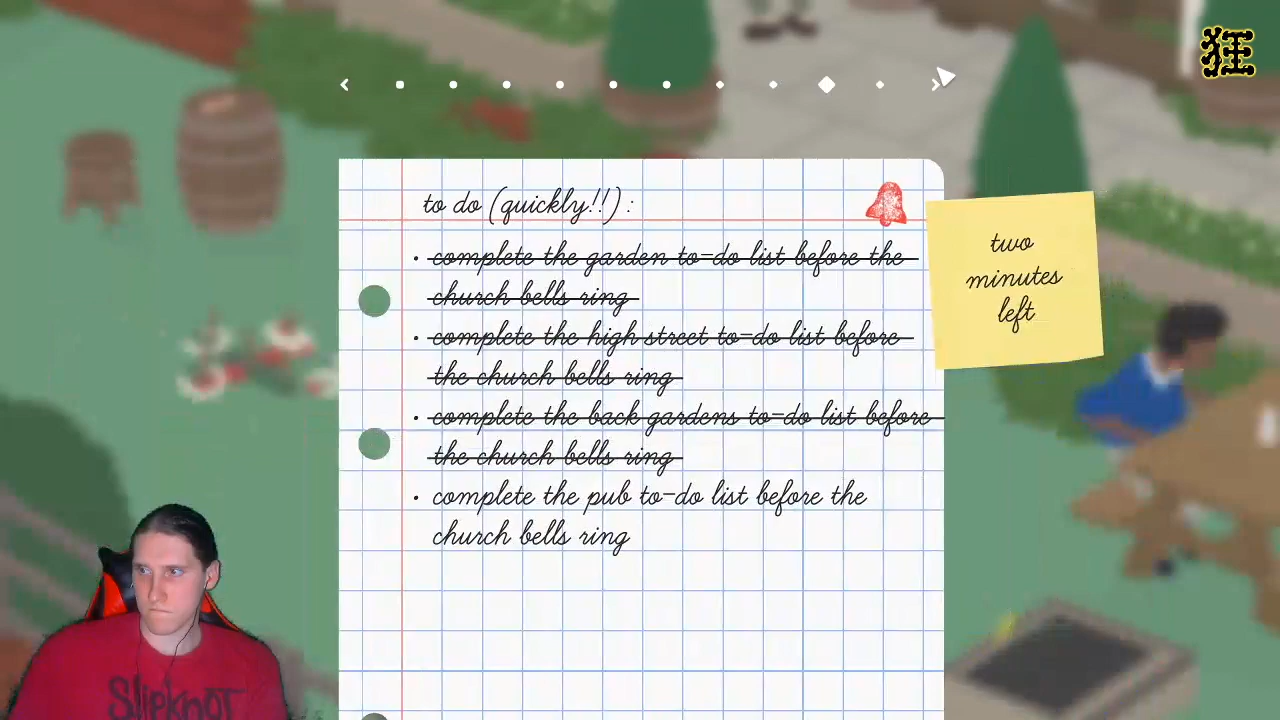 狂
to do (quickly!!) :
• complete the garden to-do list before the
church bells ring
• complete the high street to-do list before
the church bells ring
• complete the back gardens to-do list before
the church bells ring
• complete the pub to-do list before the
church bells ring
two
minutes
left
SLIPKNOT